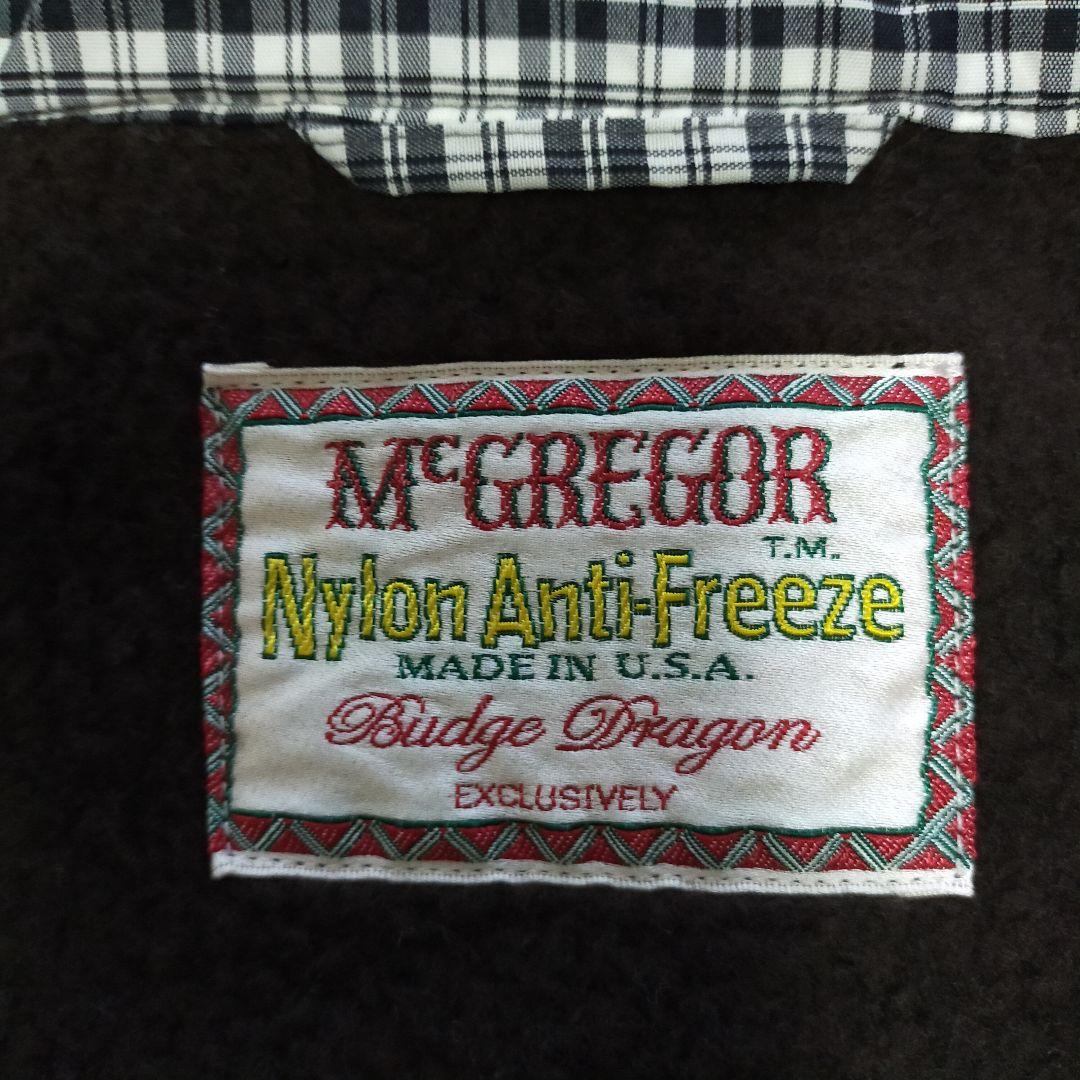 McGREGOR
T.M.
Nylon Anti-Freeze
MADE IN U.S.A.
Budge Dragon
EXCLUSIVELY